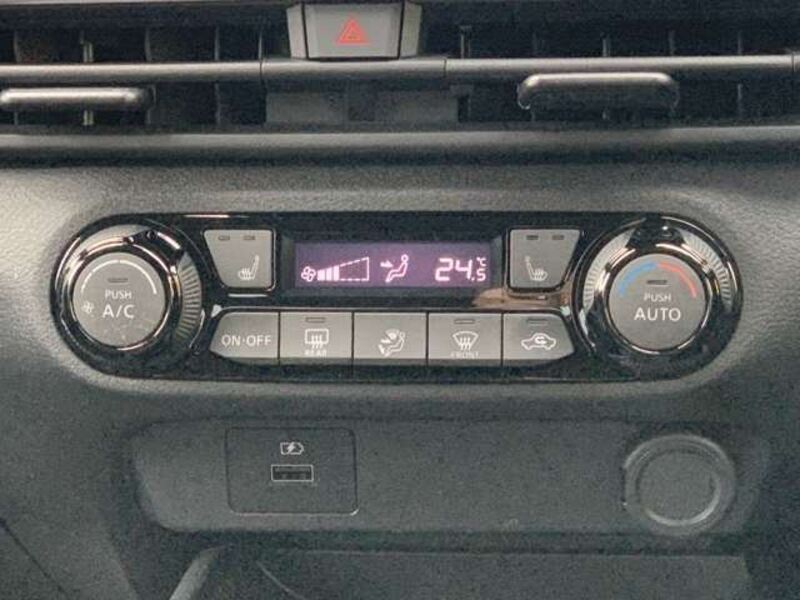 24.5°C
PUSH
A/C
PUSH
AUTO
ON·OFF
REAR
FRONT